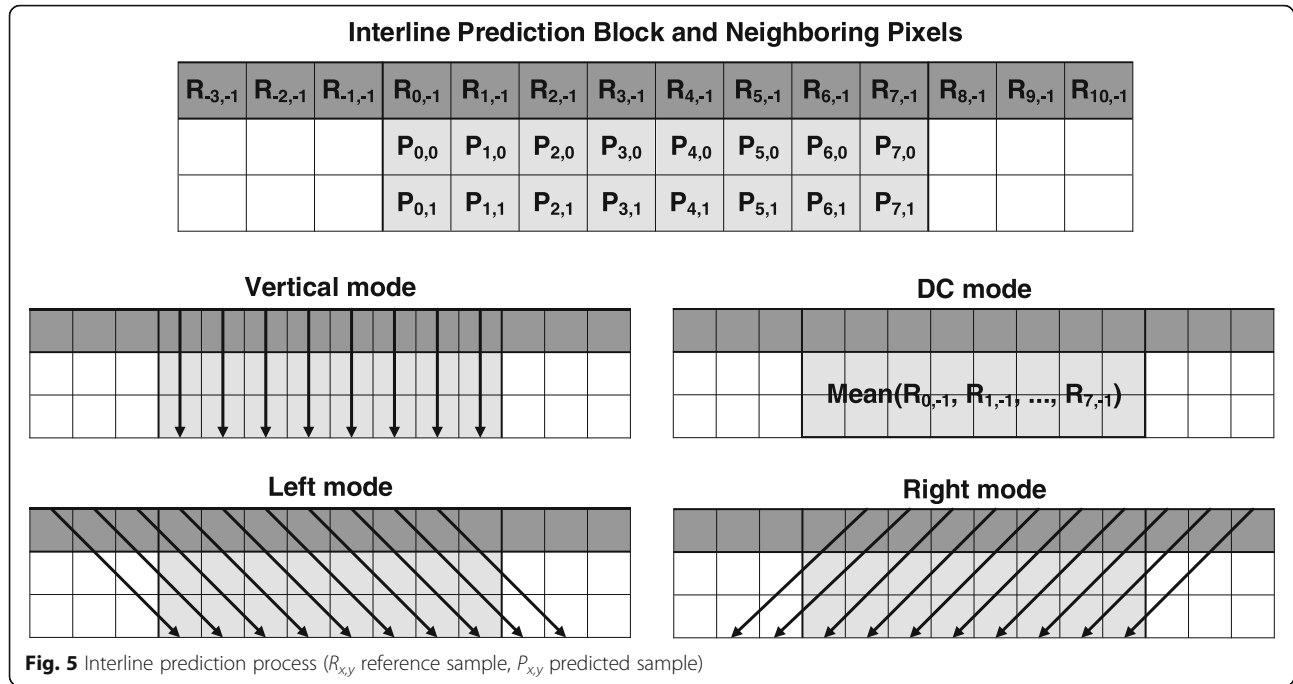 Interline Prediction Block and Neighboring Pixels
R-3,-1 R-2,-1 R-1,-1 R0,-1 R1,-1 R2,-1 R3,-1 R4,-1 R5,-1 R6,-1 R7,-1 R8,-1 R9,-1 R10,-1
P0,0 P1,0 P2,0 P3,0 P4,0 P5,0 P6,0 P7,0
P0,1 P1,1 P2,1 P3,1 P4,1 P5,1 P6,1 P7,1
Vertical mode
DC mode
Mean(R0,-1, R1,-1, ..., R7,-1)
Left mode
Right mode
Fig. 5 Interline prediction process (Rx,y reference sample, Px,y predicted sample)